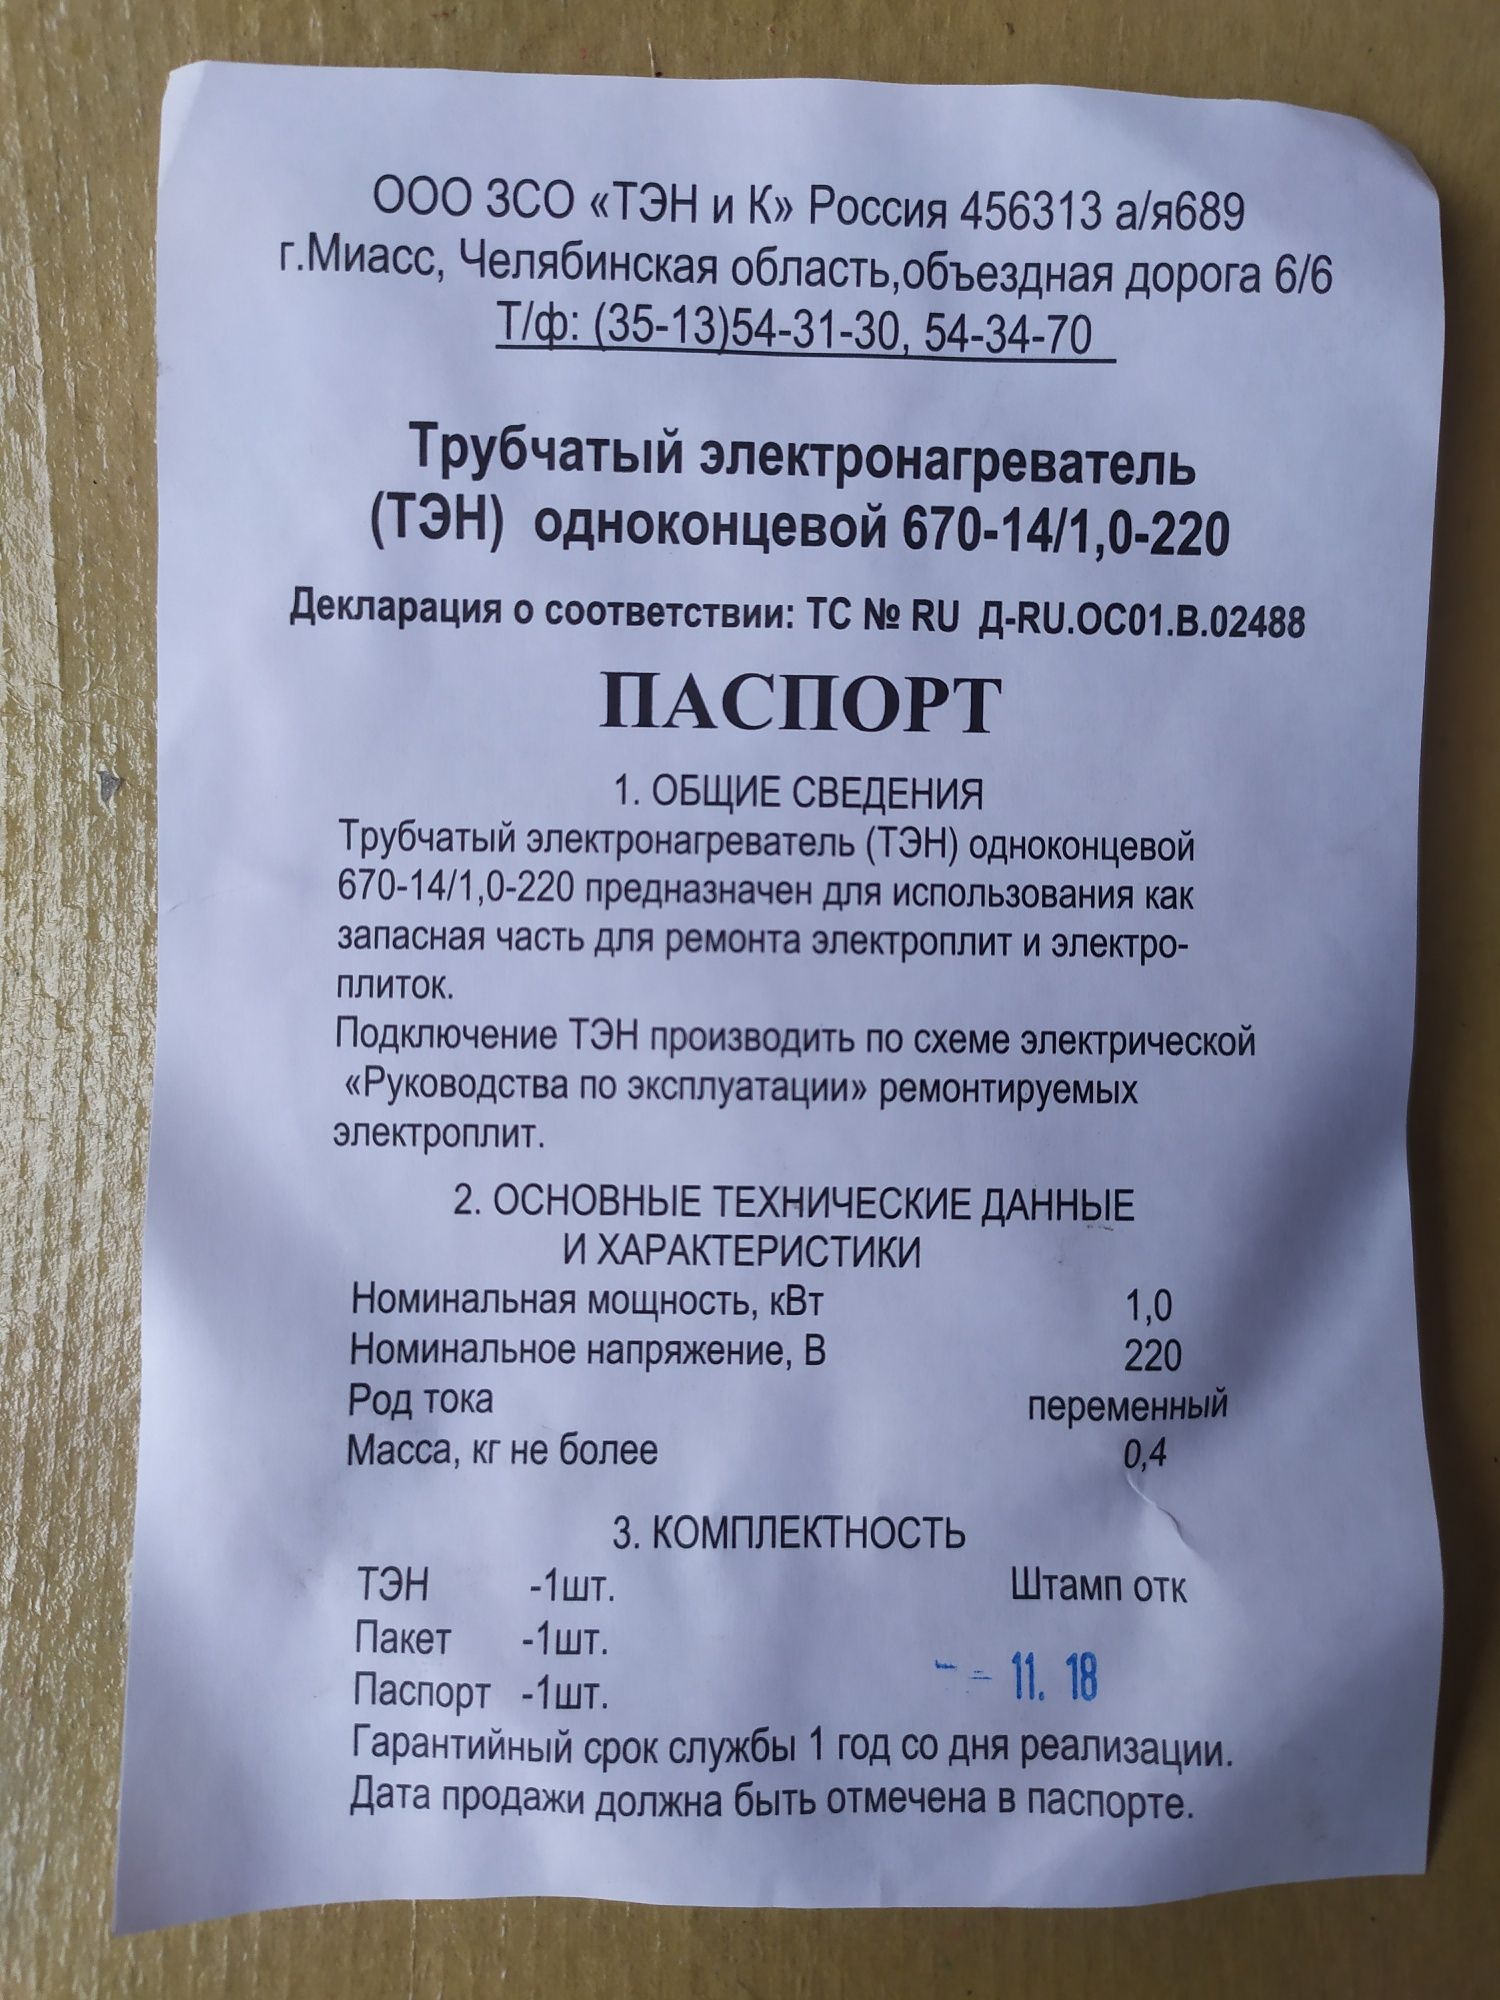 ООО ЗСО «ТЭН и К» Россия 456313 а/я689
г.Миасс, Челябинская область,объездная дорога 6/6
Т/ф: (35-13)54-31-30, 54-34-70
Трубчатый электронагреватель
(ТЭН) одноконцевой 670-14/1,0-220
Декларация о соответствии: ТС № RU Д-RU.ОС01.В.02488
ПАСПОРТ
1. ОБЩИЕ СВЕДЕНИЯ
Трубчатый электронагреватель (ТЭН) одноконцевой
670-14/1,0-220 предназначен для использования как
запасная часть для ремонта электроплит и электро-
плиток.
Подключение ТЭН производить по схеме электрической
«Руководства по эксплуатации» ремонтируемых
электроплит.
2. ОСНОВНЫЕ ТЕХНИЧЕСКИЕ ДАННЫЕ
И ХАРАКТЕРИСТИКИ
Номинальная мощность, кВт 1,0
Номинальное напряжение, В 220
Род тока переменный
Масса, кг не более 0,4
3. КОМПЛЕКТНОСТЬ
ТЭН -1шт. Штамп отк
Пакет -1шт.
11. 18
Паспорт -1шт.
Гарантийный срок службы 1 год со дня реализации.
Дата продажи должна быть отмечена в паспорте.